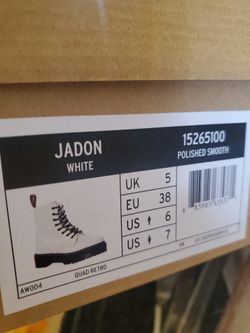 JADON
WHITE
15265100
POLISHED SMOOTH
UK 5
EU 38
US 6
US 7
QUAD RETRO
AW004